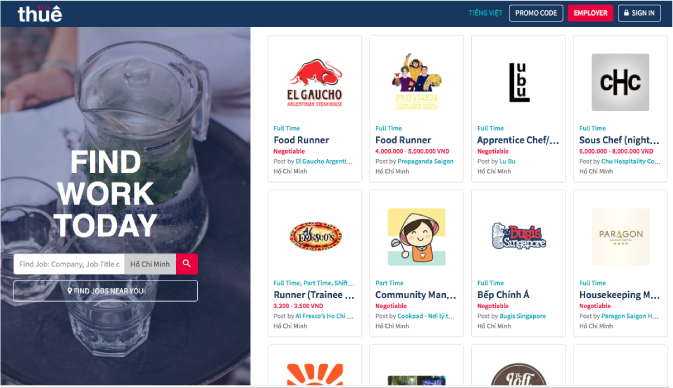 thuê
TIẾNG VIỆT
PROMO CODE
EMPLOYER
SIGN IN
FIND
WORK
TODAY
Find Job: Company, Job Title c
Hồ Chí Minh
FIND JOBS NEAR YOU
EL GAUCHO
ARGENTINIAN STEAKHOUSE
Full Time
Food Runner
Negotiable
Post by El Gaucho Argenti...
Hồ Chí Minh
PROPAGANDA
Full Time
Food Runner
4.000.000 - 5.000.000 VND
Post by Propaganda Saigon
Hồ Chí Minh
Lubu
Full Time
Apprentice Chef/...
Negotiable
Post by Lu Bu
Hồ Chí Minh
CHC
Full Time
Sous Chef (night...
6.000.000 - 8.000.000 VND
Post by Chu Hospitality Co...
Hồ Chí Minh
Al
FRESCO'S
Full Time, Part Time, Shift...
Runner (Trainee ...
3.200 - 3.500 VND
Post by Al Fresco's Ho Chi ...
Hồ Chí Minh
Part Time
Community Man...
Negotiable
Post by Cookpad - Nơi lý t...
Hồ Chí Minh
Bugis
Singapore
Full Time
Bếp Chính Á
Negotiable
Post by Bugis Singapore
Hồ Chí Minh
PARAGON
SAIGON HOTEL
Full Time
Housekeeping M...
Negotiable
Post by Paragon Saigon H...
Hồ Chí Minh
The Loft